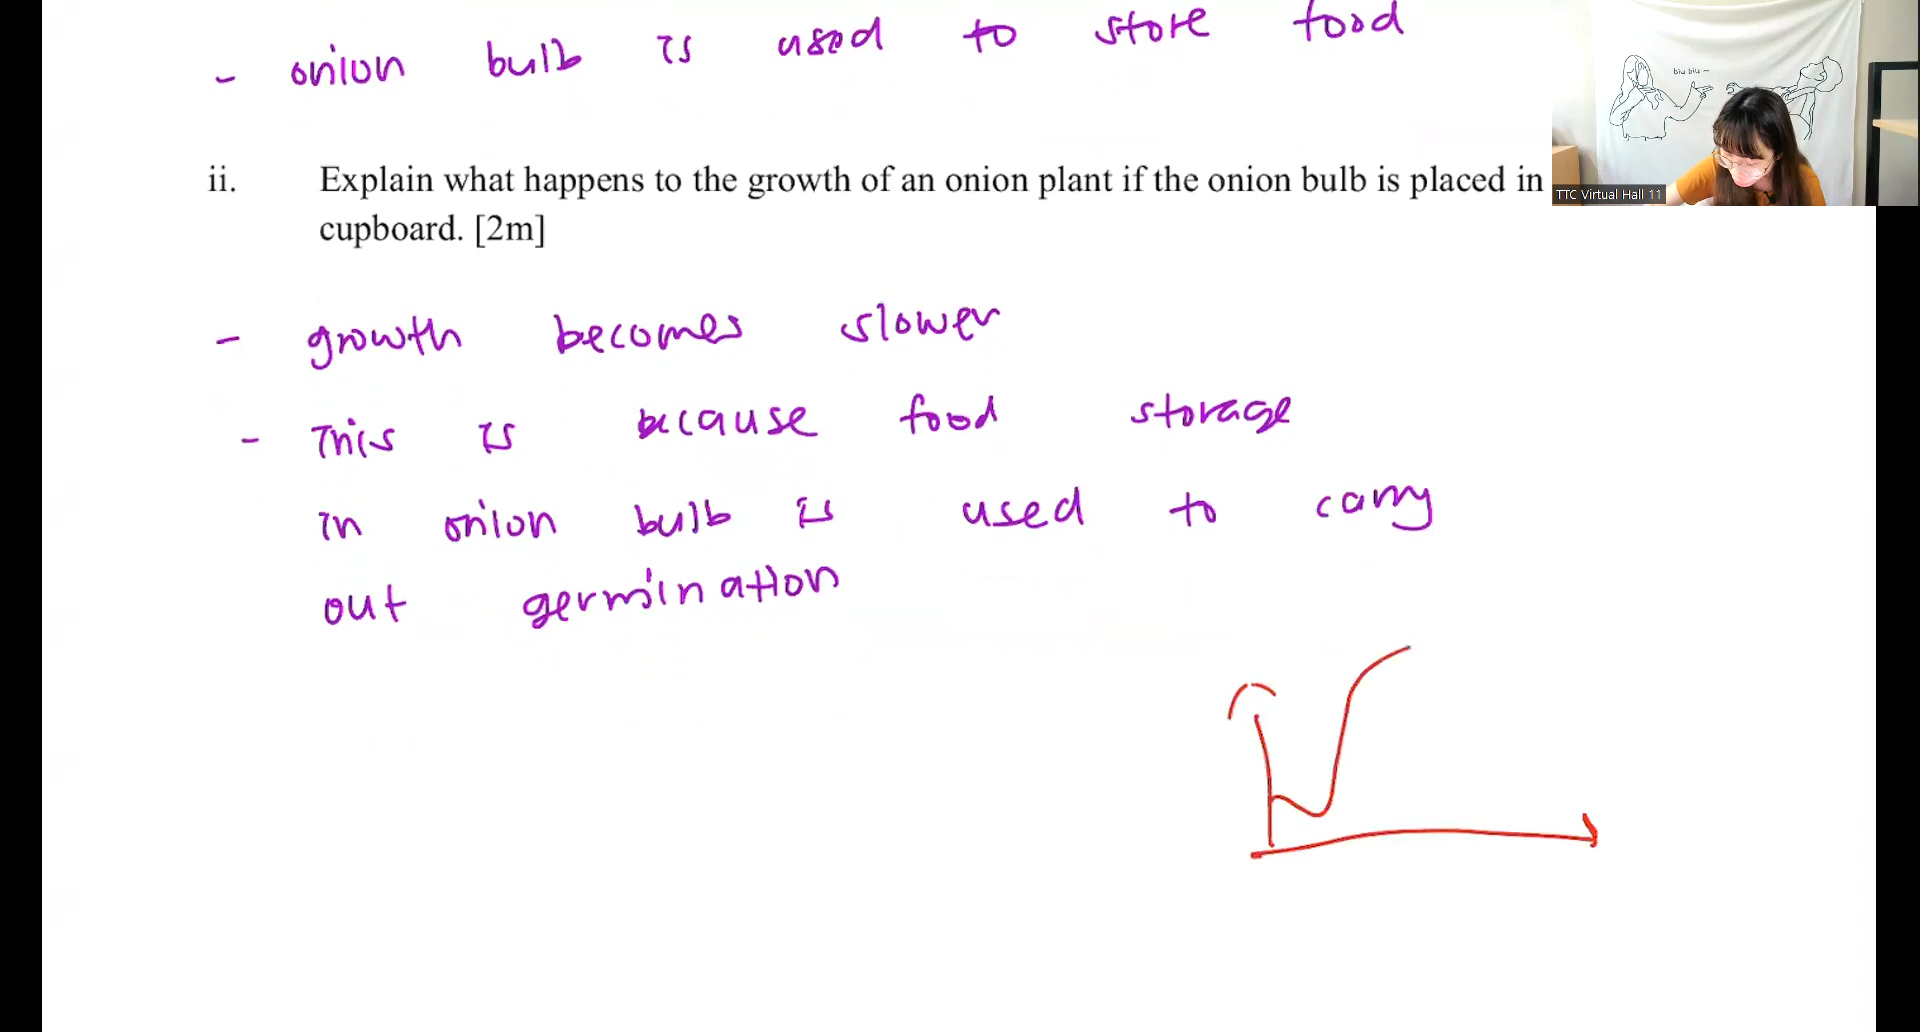 - onion bulb is used to store food
biu biu ~
TTC Virtual Hall 11
ii. Explain what happens to the growth of an onion plant if the onion bulb is placed in
cupboard. [2m]
- growth becomes slower
- This is because food storage
in onion bulb is used to carry
out germination